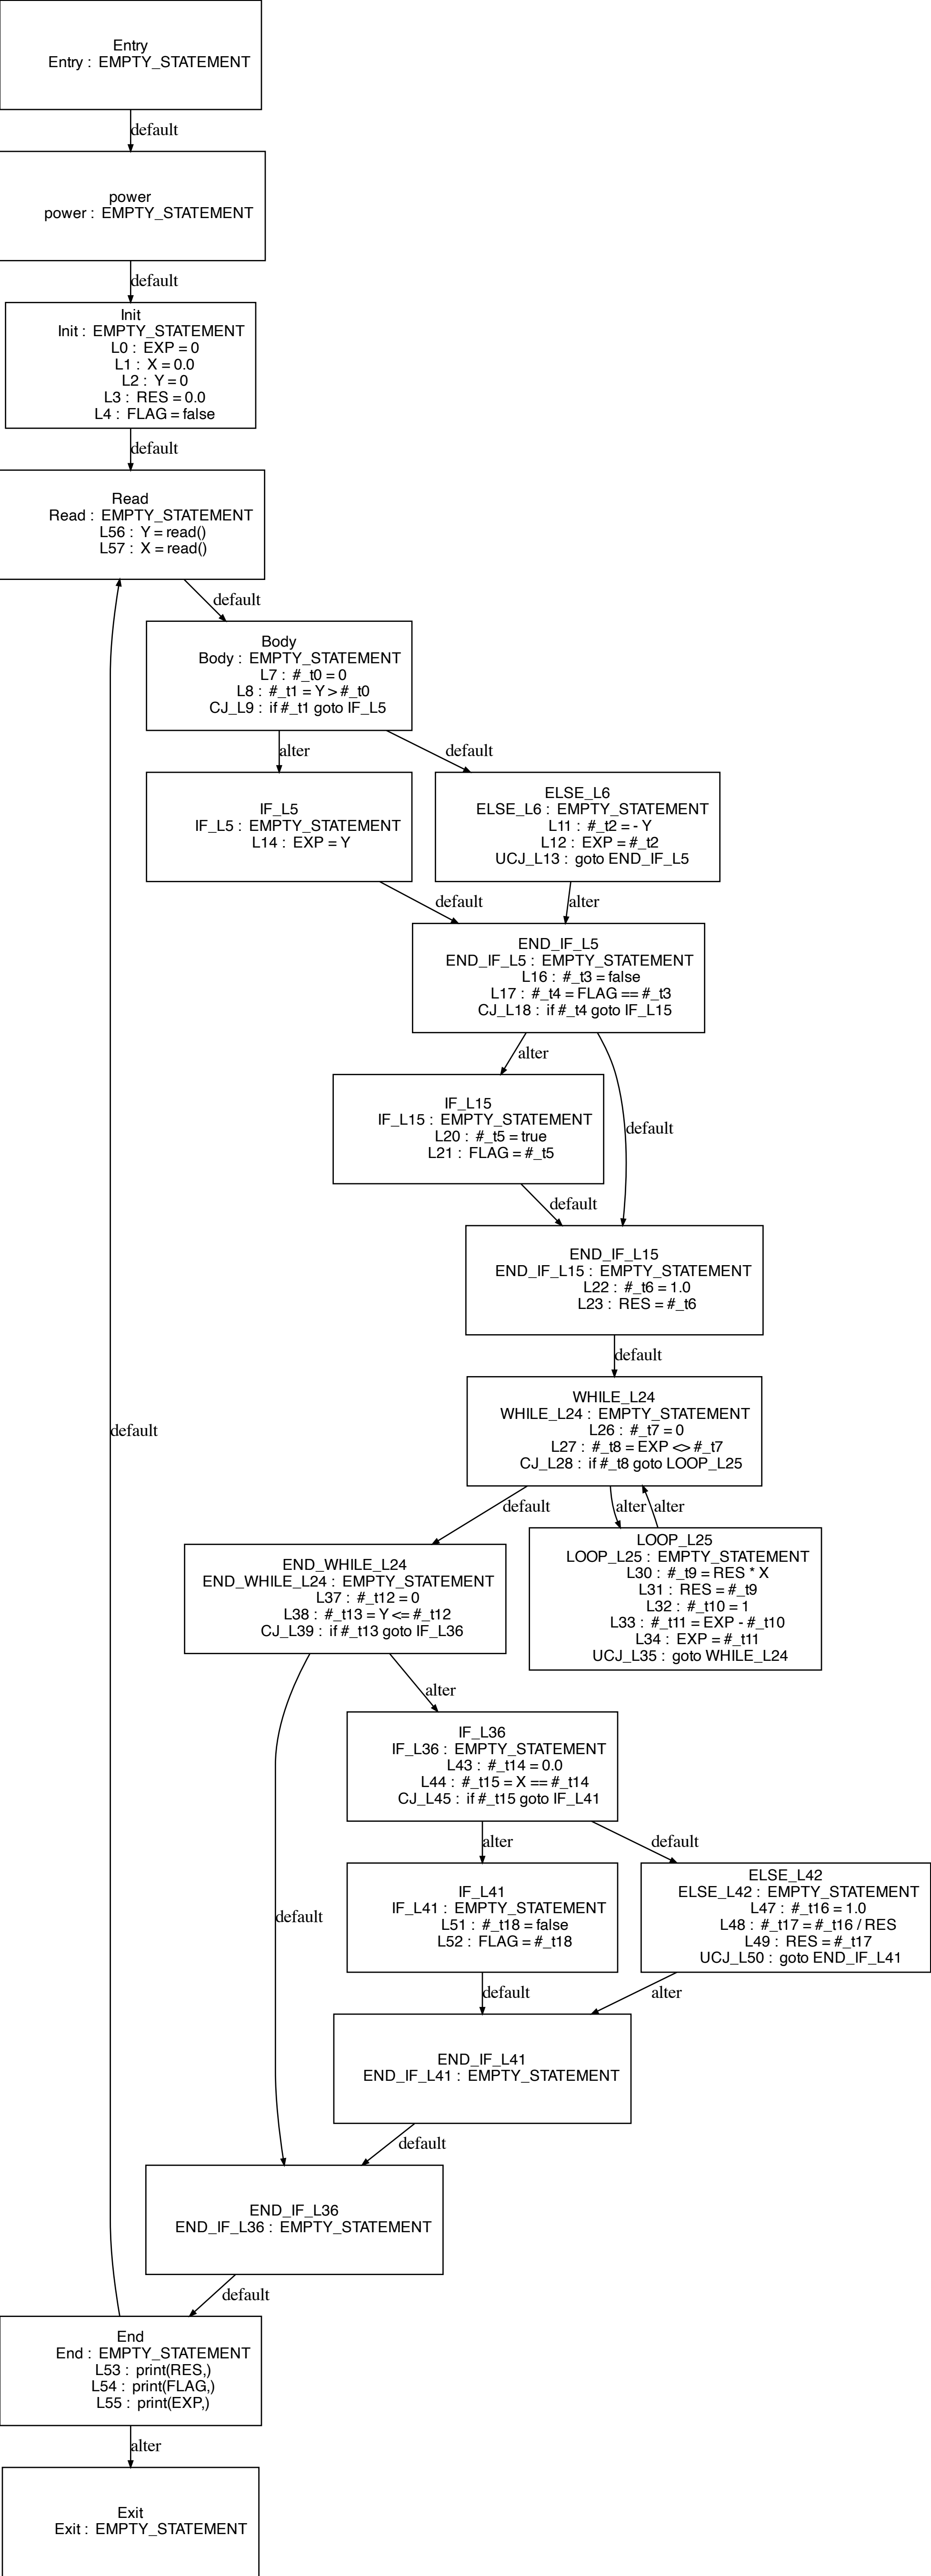 Entry
Entry : EMPTY_STATEMENT
default
power
power : EMPTY_STATEMENT
default
Init
Init : EMPTY_STATEMENT
L0 : EXP = 0
L1 : X = 0.0
L2 : Y = 0
L3 : RES = 0.0
L4 : FLAG = false
default
Read
Read : EMPTY_STATEMENT
L56 : Y = read()
L57 : X = read()
default
Body
Body : EMPTY_STATEMENT
L7 : #_t0 = 0
L8 : #_t1 = Y > #_t0
CJ_L9 : if #_t1 goto IF_L5
alter
default
IF_L5
IF_L5 : EMPTY_STATEMENT
L14 : EXP = Y
ELSE_L6
ELSE_L6 : EMPTY_STATEMENT
L11 : #_t2 = - Y
L12 : EXP = #_t2
UCJ_L13 : goto END_IF_L5
default
alter
END_IF_L5
END_IF_L5 : EMPTY_STATEMENT
L16 : #_t3 = false
L17 : #_t4 = FLAG == #_t3
CJ_L18 : if #_t4 goto IF_L15
alter
default
IF_L15
IF_L15 : EMPTY_STATEMENT
L20 : #_t5 = true
L21 : FLAG = #_t5
default
END_IF_L15
END_IF_L15 : EMPTY_STATEMENT
L22 : #_t6 = 1.0
L23 : RES = #_t6
default
WHILE_L24
WHILE_L24 : EMPTY_STATEMENT
L26 : #_t7 = 0
L27 : #_t8 = EXP <> #_t7
CJ_L28 : if #_t8 goto LOOP_L25
default
default
alter
alter
LOOP_L25
LOOP_L25 : EMPTY_STATEMENT
L30 : #_t9 = RES * X
L31 : RES = #_t9
L32 : #_t10 = 1
L33 : #_t11 = EXP - #_t10
L34 : EXP = #_t11
UCJ_L35 : goto WHILE_L24
END_WHILE_L24
END_WHILE_L24 : EMPTY_STATEMENT
L37 : #_t12 = 0
L38 : #_t13 = Y <= #_t12
CJ_L39 : if #_t13 goto IF_L36
alter
IF_L36
IF_L36 : EMPTY_STATEMENT
L43 : #_t14 = 0.0
L44 : #_t15 = X == #_t14
CJ_L45 : if #_t15 goto IF_L41
alter
default
IF_L41
IF_L41 : EMPTY_STATEMENT
L51 : #_t18 = false
L52 : FLAG = #_t18
ELSE_L42
ELSE_L42 : EMPTY_STATEMENT
L47 : #_t16 = 1.0
L48 : #_t17 = #_t16 / RES
L49 : RES = #_t17
UCJ_L50 : goto END_IF_L41
default
default
alter
END_IF_L41
END_IF_L41 : EMPTY_STATEMENT
default
END_IF_L36
END_IF_L36 : EMPTY_STATEMENT
default
End
End : EMPTY_STATEMENT
L53 : print(RES,)
L54 : print(FLAG,)
L55 : print(EXP,)
alter
Exit
Exit : EMPTY_STATEMENT